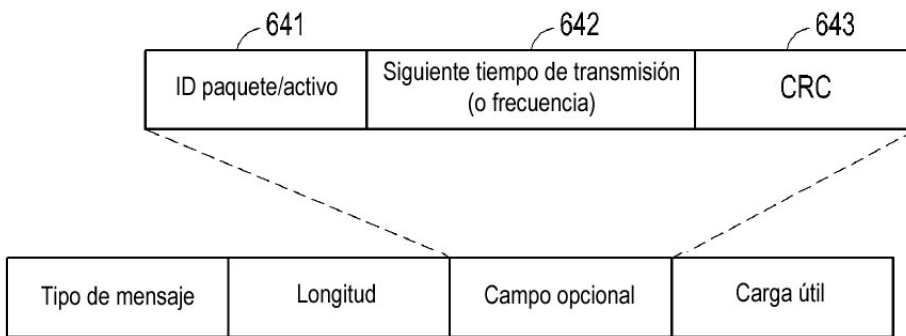 641
642
643
ID paquete/activo
Siguiente tiempo de transmisión
(o frecuencia)
CRC
Tipo de mensaje
Longitud
Campo opcional
Carga útil